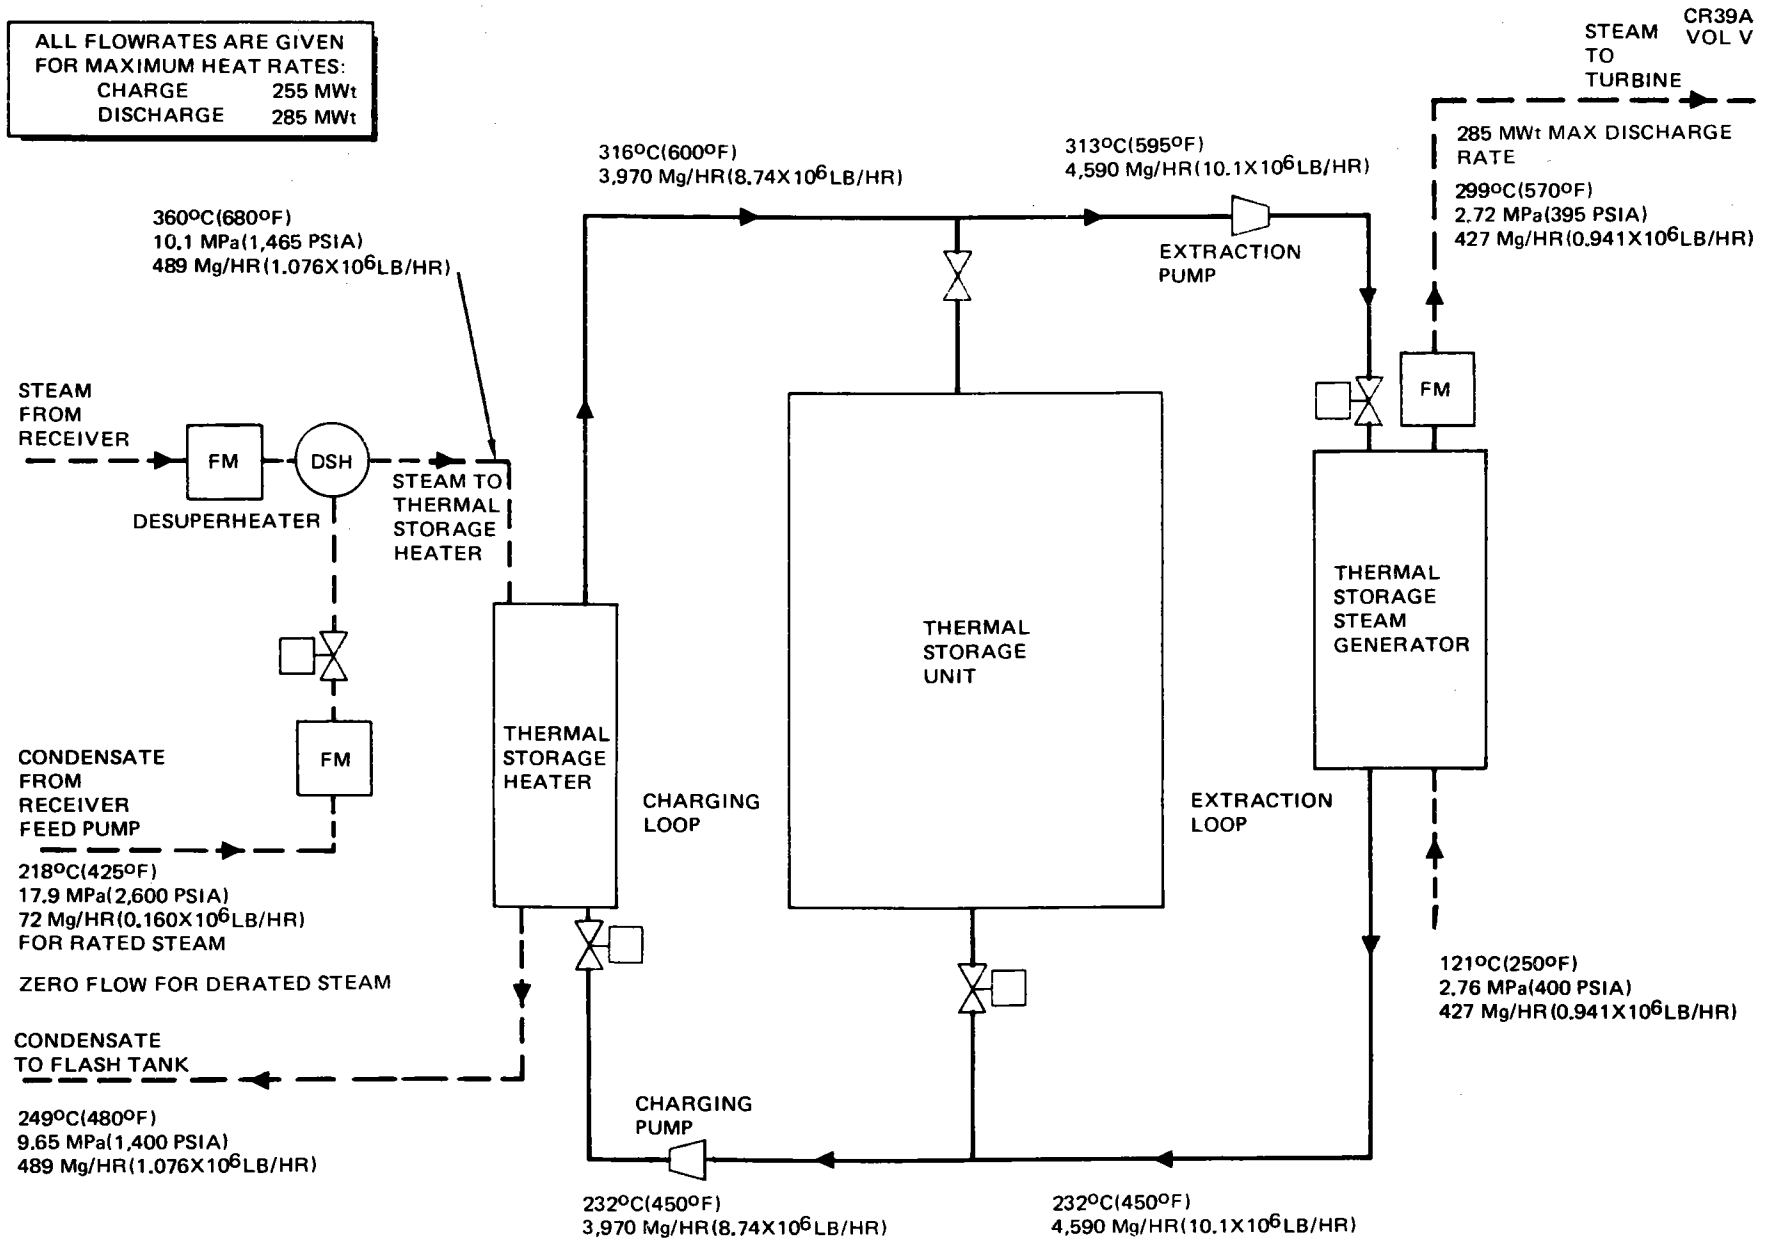 CR39A
VOL V
ALL FLOWRATES ARE GIVEN
FOR MAXIMUM HEAT RATES:
CHARGE 255 MWt
DISCHARGE 285 MWt
STEAM
TO
TURBINE
285 MWt MAX DISCHARGE
RATE
299°C(570°F)
2.72 MPa(395 PSIA)
427 Mg/HR(0.941X10⁶LB/HR)
316°C(600°F)
3,970 Mg/HR(8.74X10⁶LB/HR)
313°C(595°F)
4,590 Mg/HR(10.1X10⁶LB/HR)
360°C(680°F)
10.1 MPa(1,465 PSIA)
489 Mg/HR(1.076X10⁶LB/HR)
EXTRACTION
PUMP
STEAM
FROM
RECEIVER
FM
DSH
FM
DESUPERHEATER
STEAM TO
THERMAL
STORAGE
HEATER
THERMAL
STORAGE
STEAM
GENERATOR
THERMAL
STORAGE
UNIT
THERMAL
STORAGE
HEATER
FM
CONDENSATE
FROM
RECEIVER
FEED PUMP
CHARGING
LOOP
EXTRACTION
LOOP
218°C(425°F)
17.9 MPa(2,600 PSIA)
72 Mg/HR(0.160X10⁶LB/HR)
FOR RATED STEAM
ZERO FLOW FOR DERATED STEAM
121°C(250°F)
2.76 MPa(400 PSIA)
427 Mg/HR(0.941X10⁶LB/HR)
CONDENSATE
TO FLASH TANK
249°C(480°F)
9.65 MPa(1,400 PSIA)
489 Mg/HR(1.076X10⁶LB/HR)
CHARGING
PUMP
232°C(450°F)
3,970 Mg/HR(8.74X10⁶LB/HR)
232°C(450°F)
4,590 Mg/HR(10.1X10⁶LB/HR)